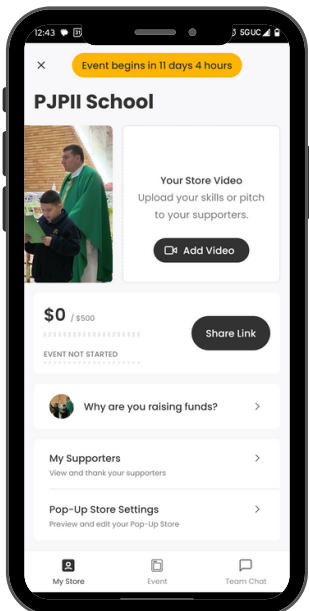 12:43
5GUC
Event begins in 11 days 4 hours
PJPII School
Your Store Video
Upload your skills or pitch
to your supporters.
Add Video
$0 / $500
Share Link
EVENT NOT STARTED
Why are you raising funds?
My Supporters
View and thank your supporters
Pop-Up Store Settings
Preview and edit your Pop-Up Store
My Store
Event
Team Chat